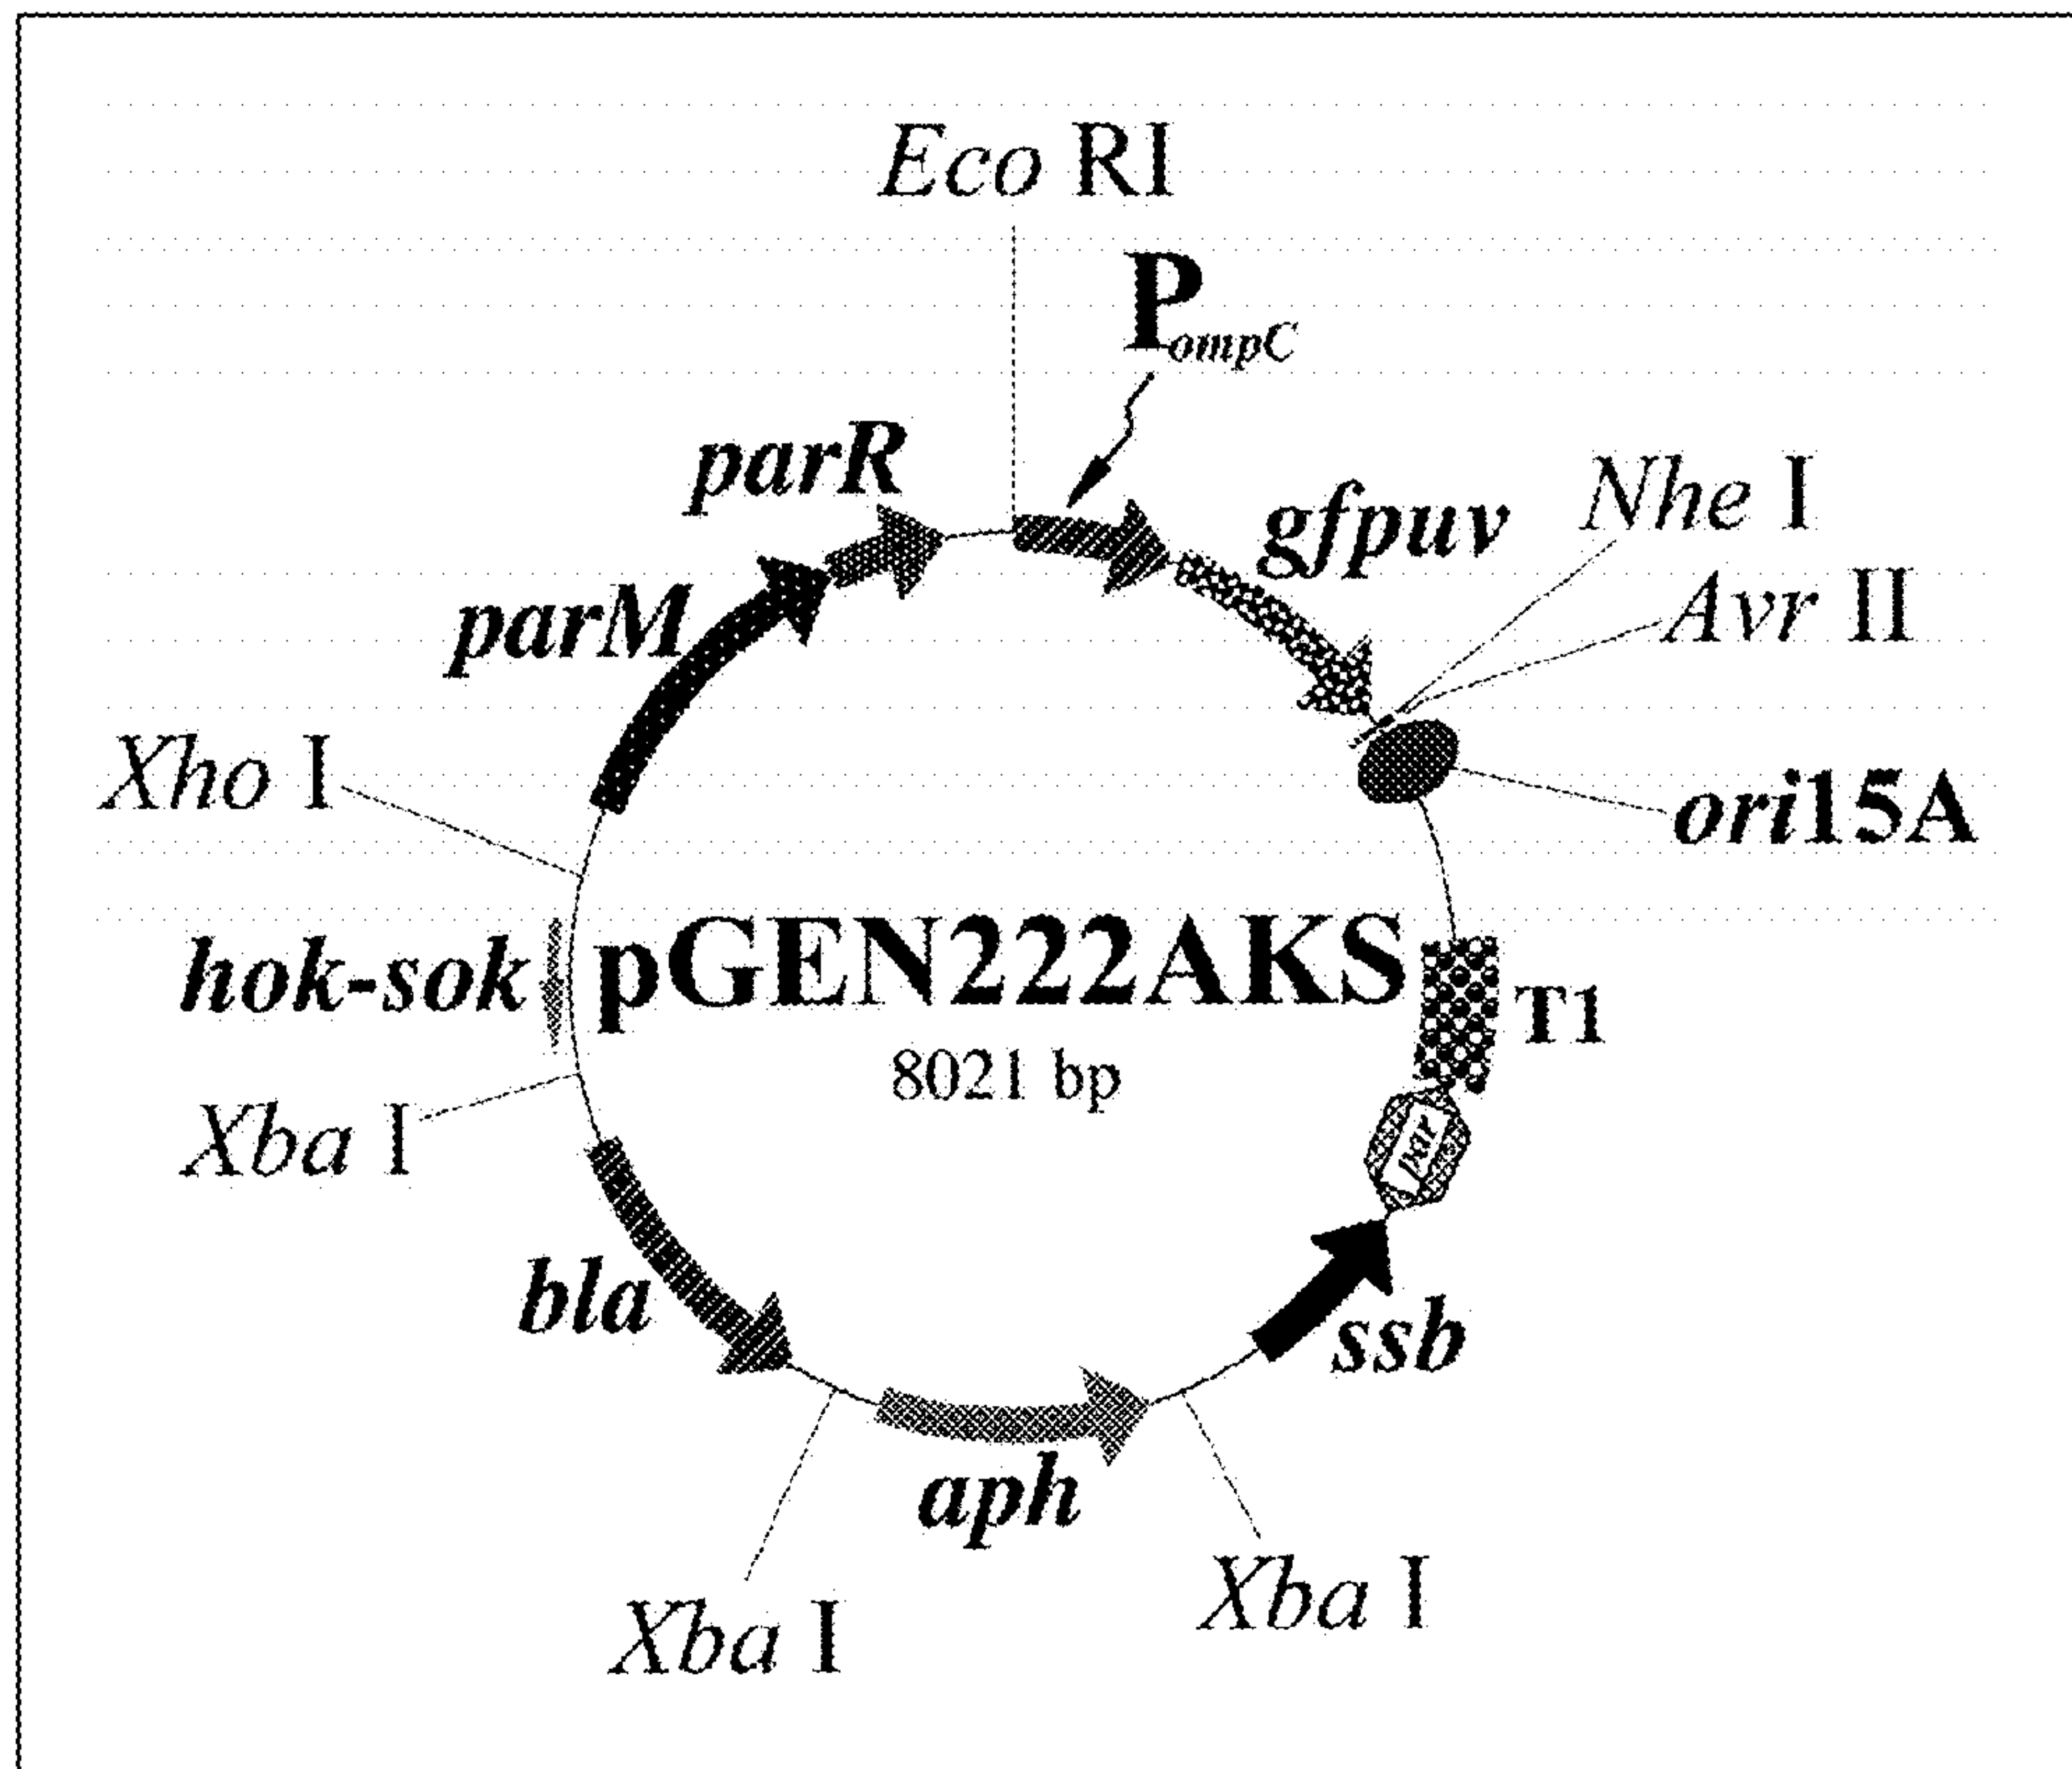 Eco RI
PompC
parR
gfpuv
Nhe I
Avr II
parM
Xho I
ori15A
hok-sok
pGEN222AKS
8021 bp
T1
par
Xba I
bla
ssb
aph
Xba I
Xba I